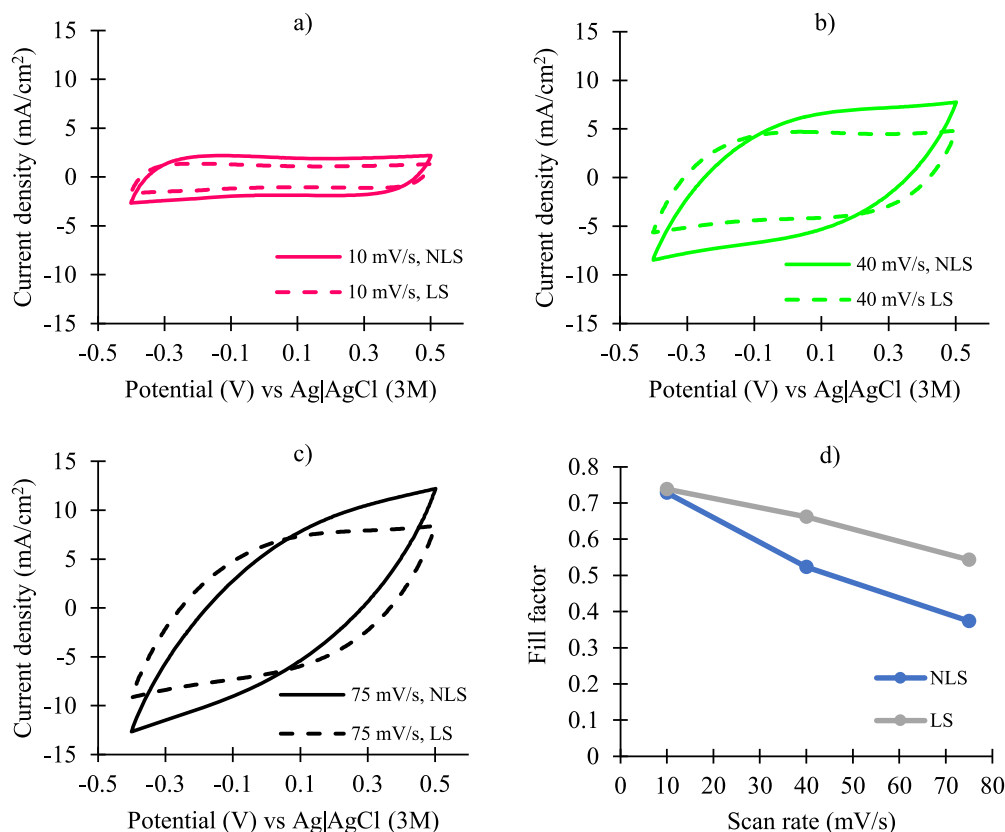 a)
Current density (mA/cm²)
15
10
5
0
-5
-10
-15
10 mV/s, NLS
10 mV/s, LS
-0.5 -0.3 -0.1 0.1 0.3 0.5
Potential (V) vs Ag|AgCl (3M)
b)
Current density (mA/cm²)
15
10
5
0
-5
-10
-15
40 mV/s, NLS
40 mV/s LS
-0.5 -0.3 -0.1 0.1 0.3 0.5
Potential (V) vs Ag|AgCl (3M)
c)
Current density (mA/cm²)
15
10
5
0
-5
-10
-15
75 mV/s, NLS
75 mV/s, LS
-0.5 -0.3 -0.1 0.1 0.3 0.5
Potential (V) vs Ag|AgCl (3M)
d)
Fill factor
0.8
0.7
0.6
0.5
0.4
0.3
0.2
0.1
0
NLS
LS
0 10 20 30 40 50 60 70 80
Scan rate (mV/s)